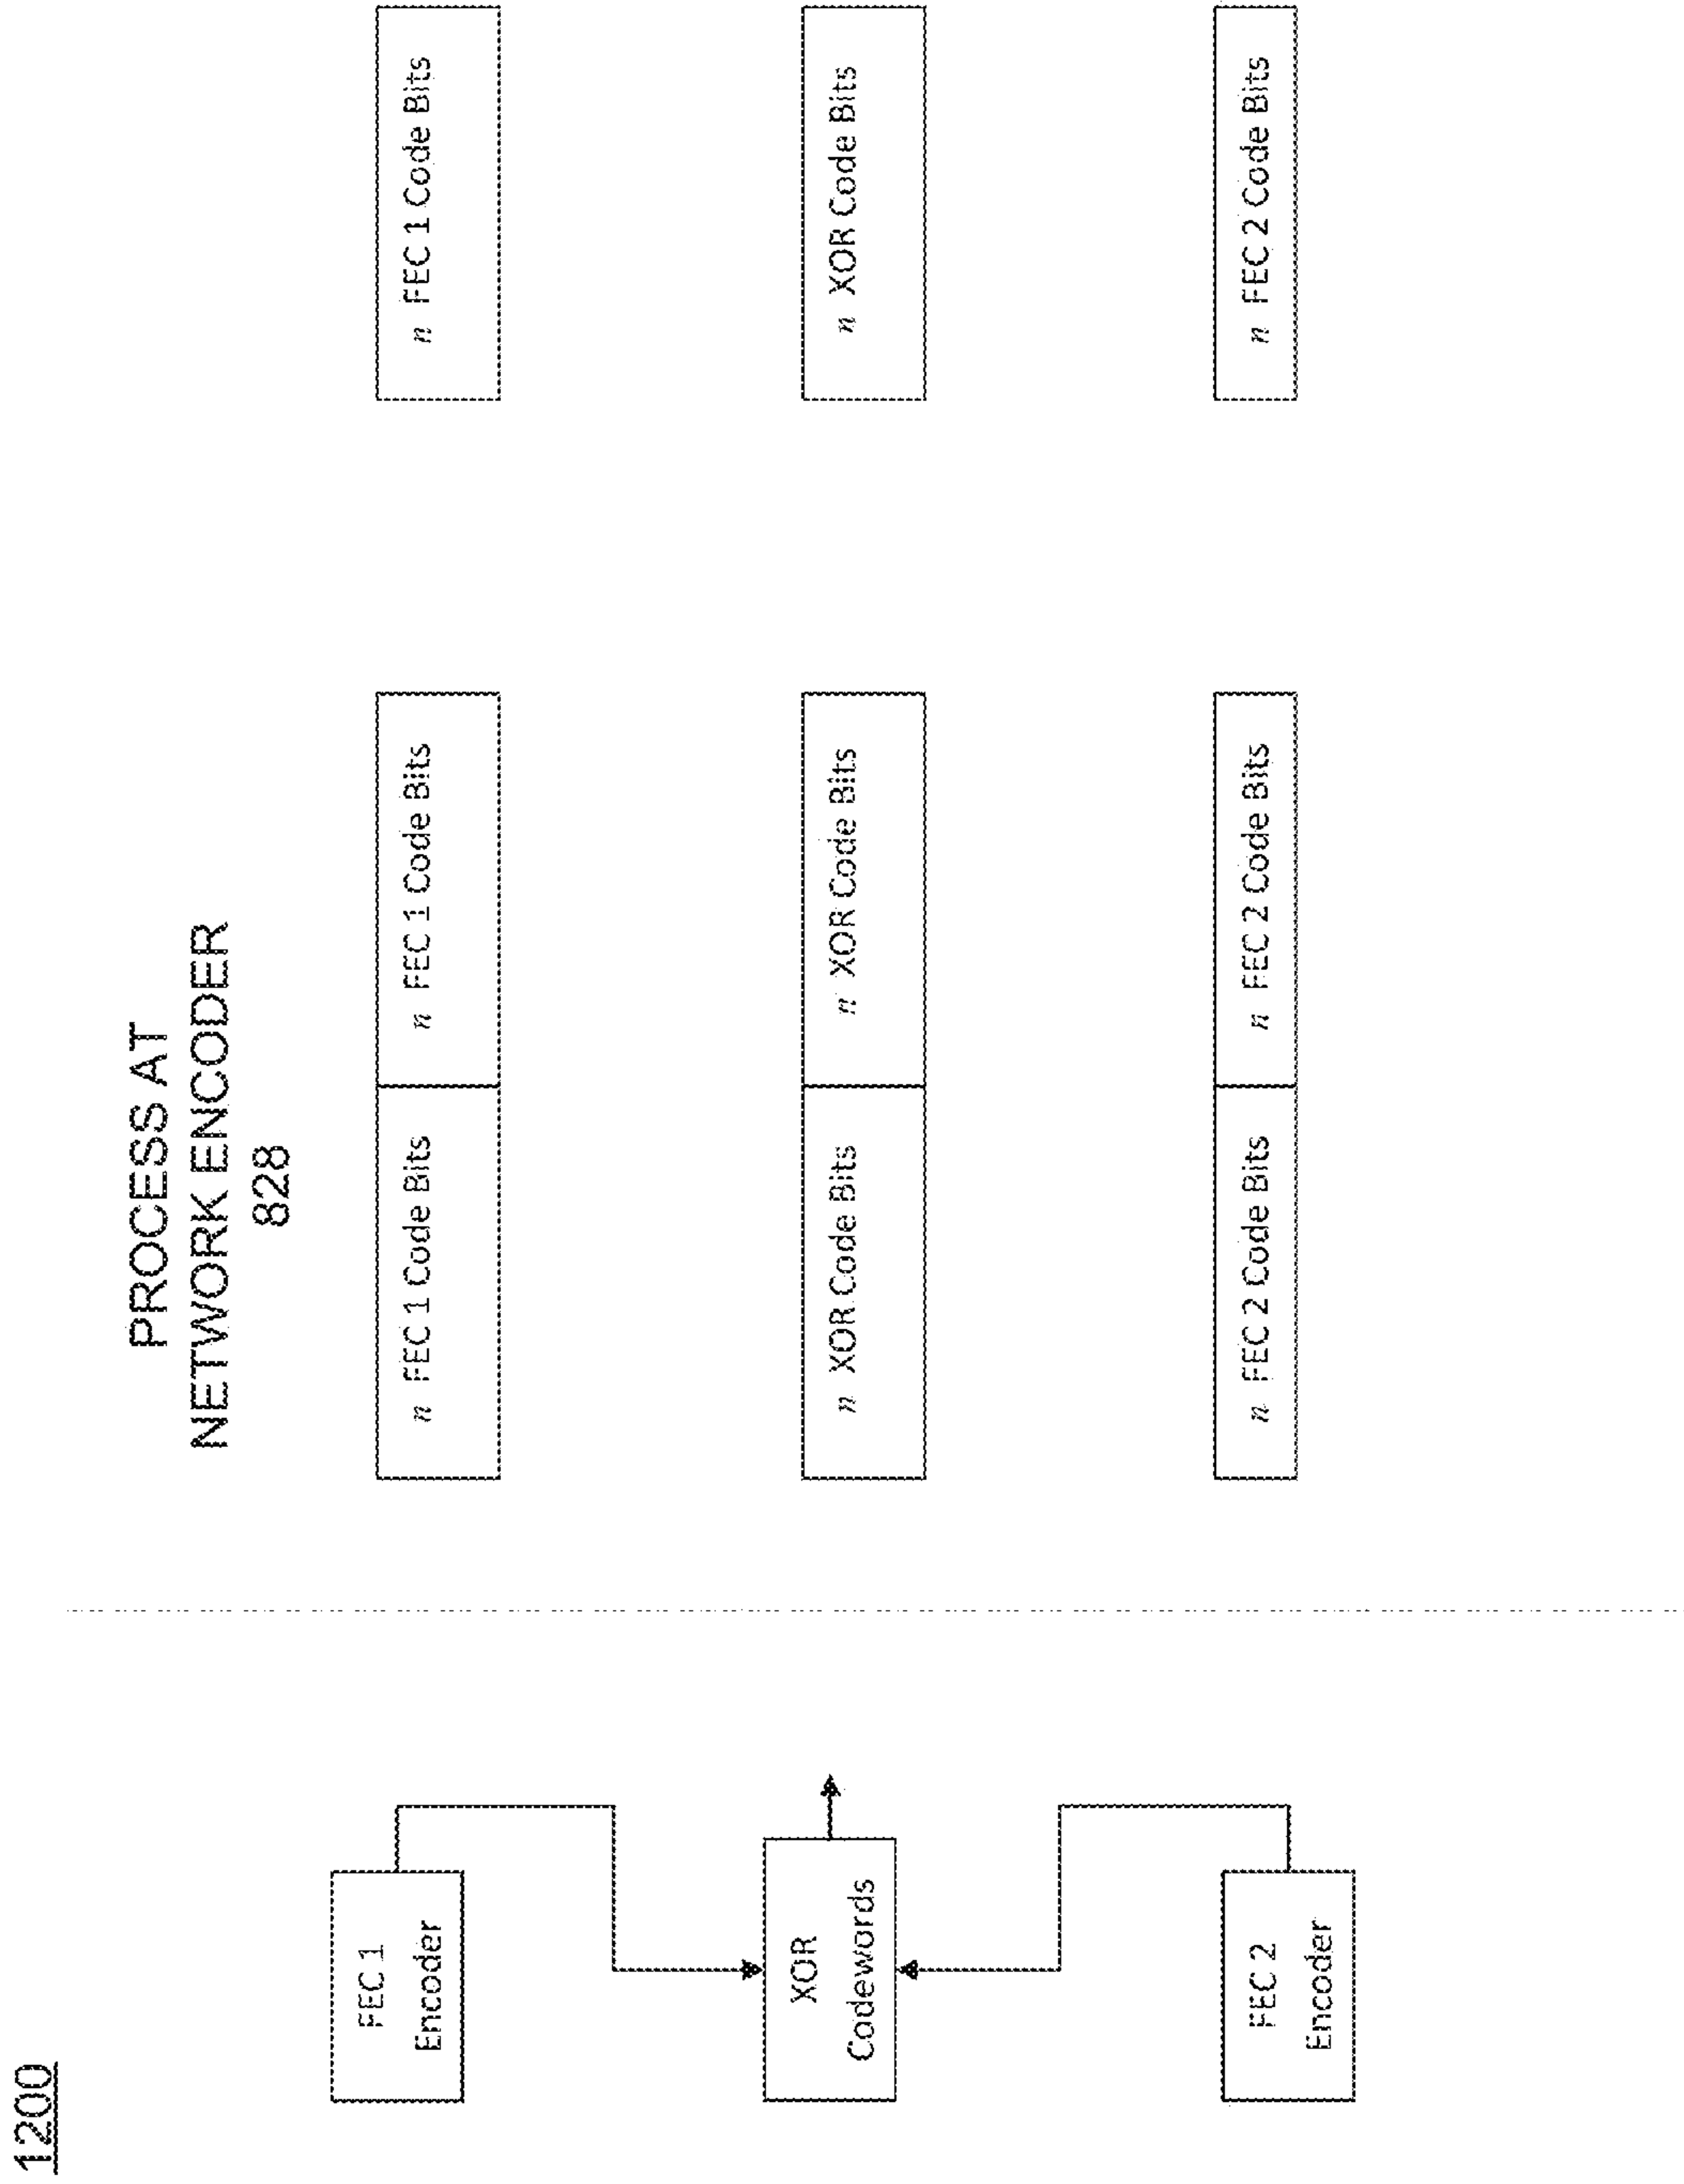 1200
PROCESS AT
NETWORK ENCODER
828
FEC 1
Encoder
n FEC 1 Code Bits
n FEC 1 Code Bits
n FEC 1 Code Bits
XOR
Codewords
n XOR Code Bits
n XOR Code Bits
n XOR Code Bits
FEC 2
Encoder
n FEC 2 Code Bits
n FEC 2 Code Bits
n FEC 2 Code Bits